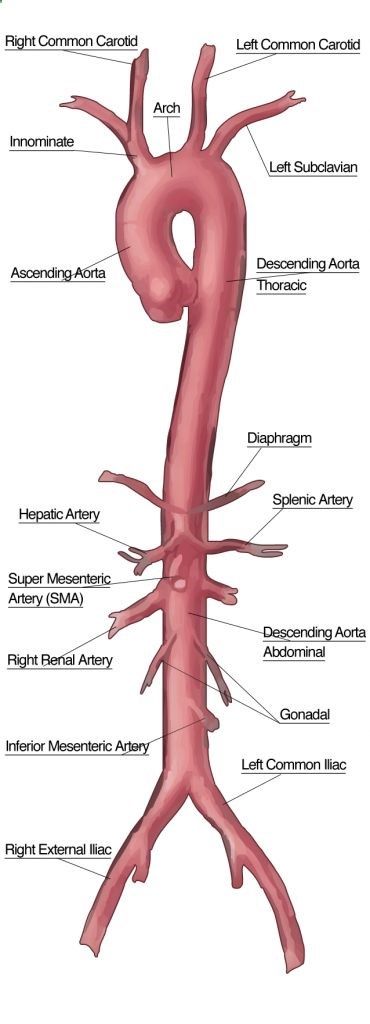 Right Common Carotid
Left Common Carotid
Arch
Innominate
Left Subclavian
Ascending Aorta
Descending Aorta
Thoracic
Diaphragm
Splenic Artery
Hepatic Artery
Super Mesenteric
Artery (SMA)
Descending Aorta
Abdominal
Right Renal Artery
Gonadal
Inferior Mesenteric Artery
Left Common Iliac
Right External Iliac